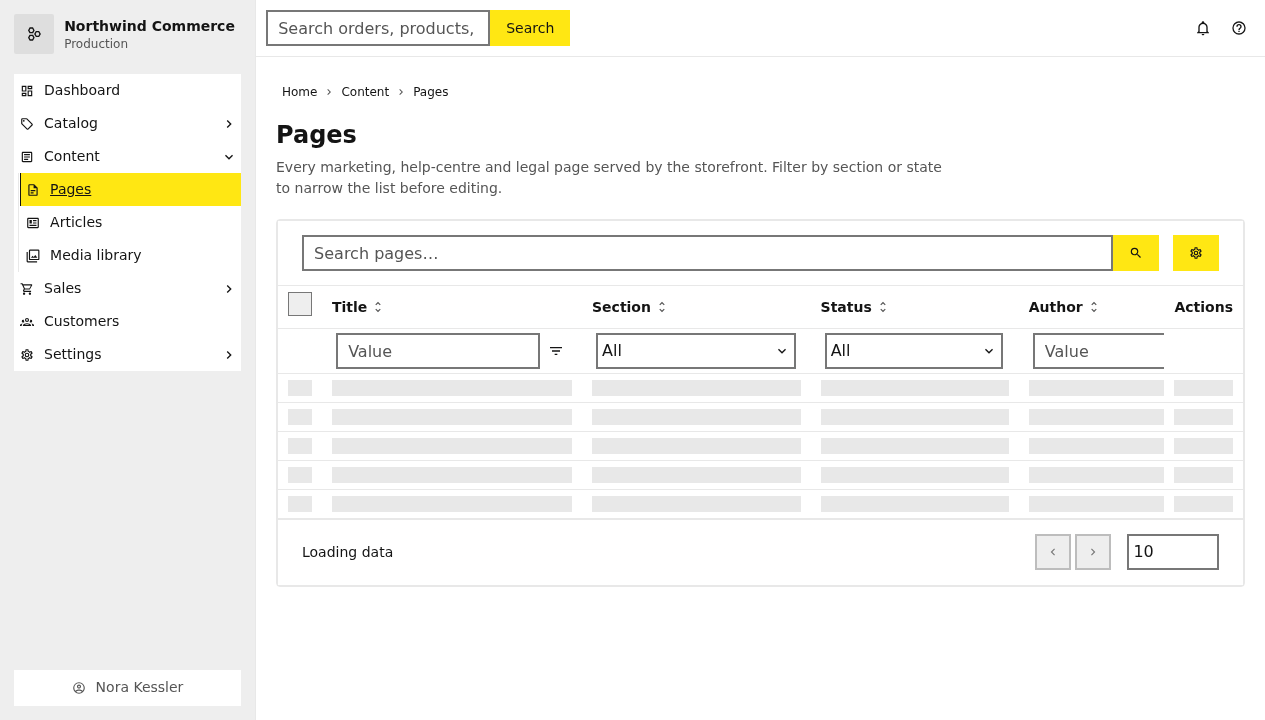 Northwind Commerce
Production
Search orders, products,
Search
Dashboard
Catalog
Content
Pages
Articles
Media library
Sales
Customers
Settings
Nora Kessler
Home
Content
Pages
Pages
Every marketing, help-centre and legal page served by the storefront. Filter by section or state
to narrow the list before editing.
Search pages...
Title
Section
Status
Author
Actions
Value
All
All
Value
Loading data
10